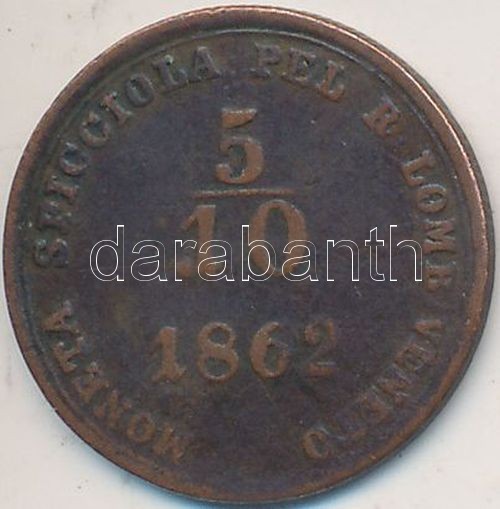 MONETA SPICCIOLA PEL R. LOMB. VENETO
5
10
1862
darabanth